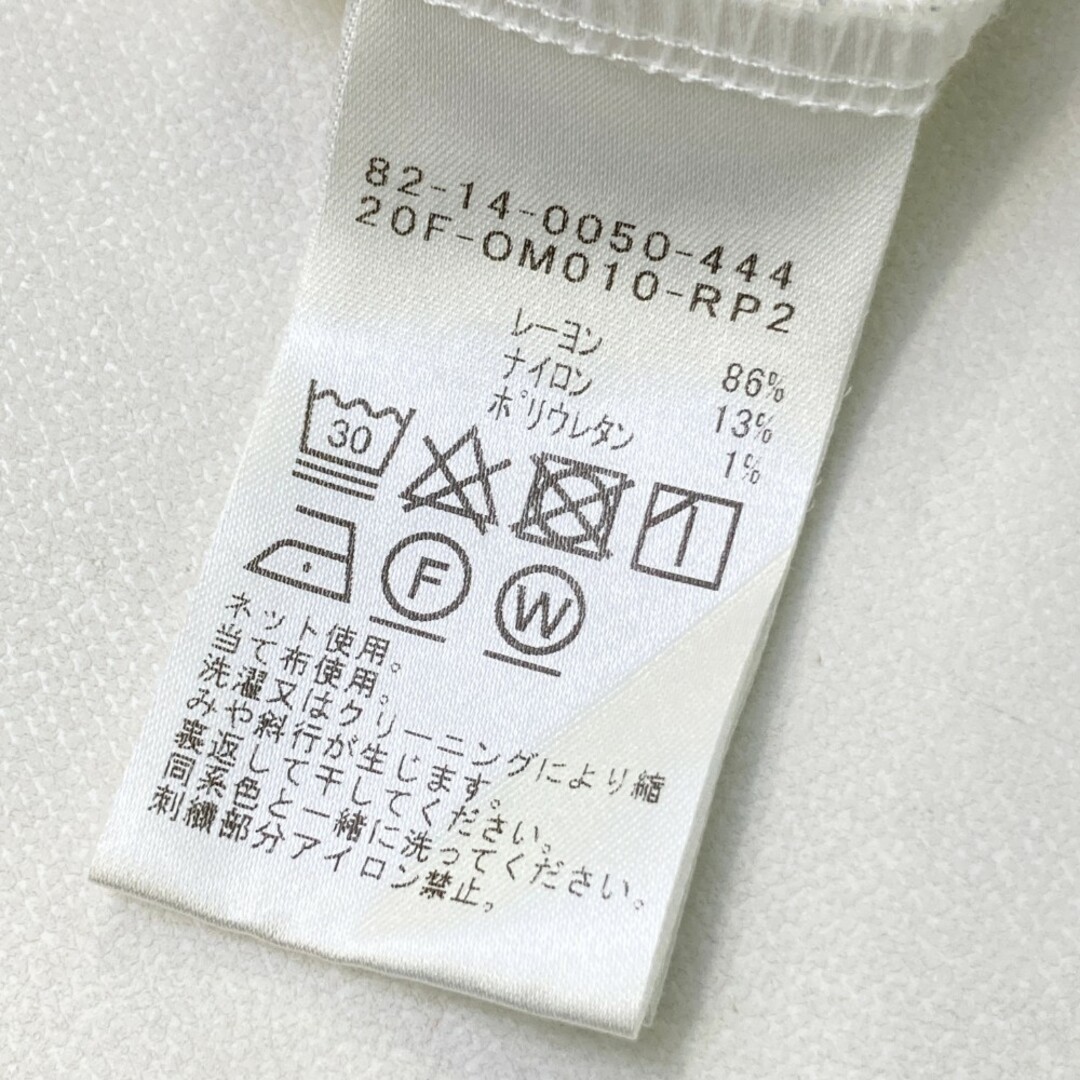 82-14-0050-444
20F-OM010-RP2
レーヨン 86%
ナイロン 13%
ポリウレタン 1%
30
F W
ネット使用。
当て布使用。
洗濯又はクリーニングにより縮
みや斜行が生じます。
裏返して干してください。
同系色と一緒に洗ってください。
刺繍部分アイロン禁止。